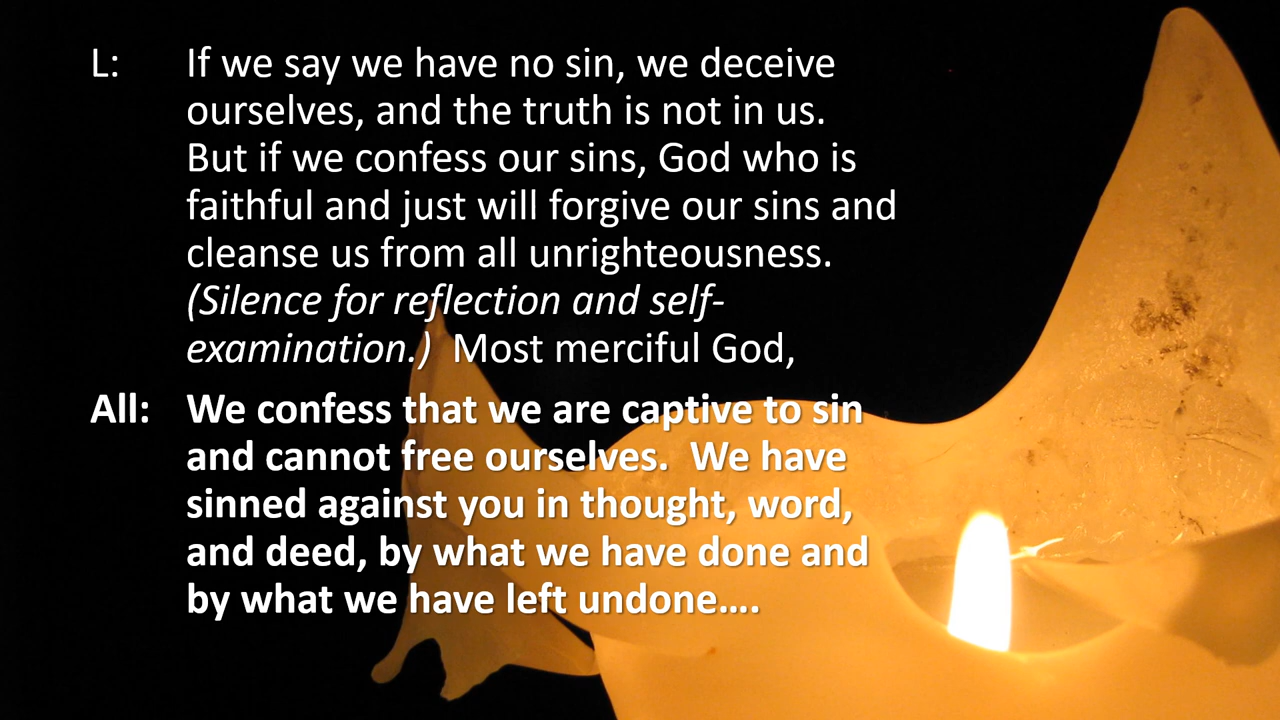 L: If we say we have no sin, we deceive
ourselves, and the truth is not in us.
But if we confess our sins, God who is
faithful and just will forgive our sins and
cleanse us from all unrighteousness.
(Silence for reflection and self-
examination.)  Most merciful God,
All: We confess that we are captive to sin
and cannot free ourselves.  We have
sinned against you in thought, word,
and deed, by what we have done and
by what we have left undone....